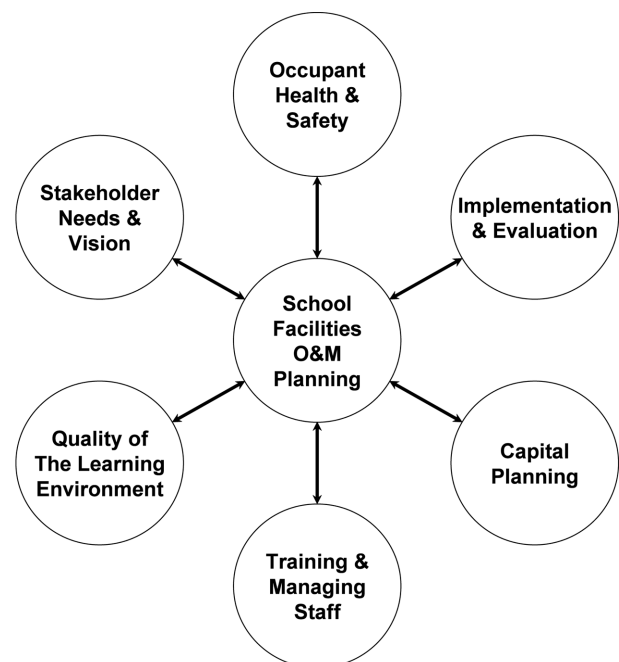 Occupant
Health &
Safety
Stakeholder
Needs &
Vision
Implementation
& Evaluation
School
Facilities
O&M
Planning
Quality of
The Learning
Environment
Capital
Planning
Training &
Managing
Staff